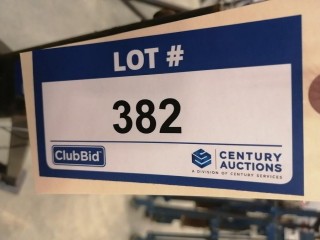 LOT #
382
ClubBid
CENTURY
AUCTIONS
A DIVISION OF CENTURY SERVICES